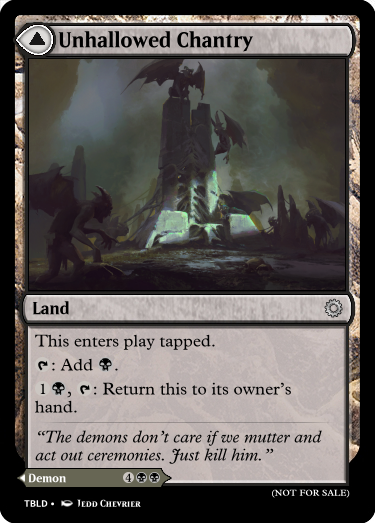 Unhallowed Chantry
Land
This enters play tapped.
: Add .
1 , : Return this to its owner's
hand.
“The demons don't care if we mutter and
act out ceremonies. Just kill him.”
Demon 4
(NOT FOR SALE)
TBLD • Jedd Chevrier